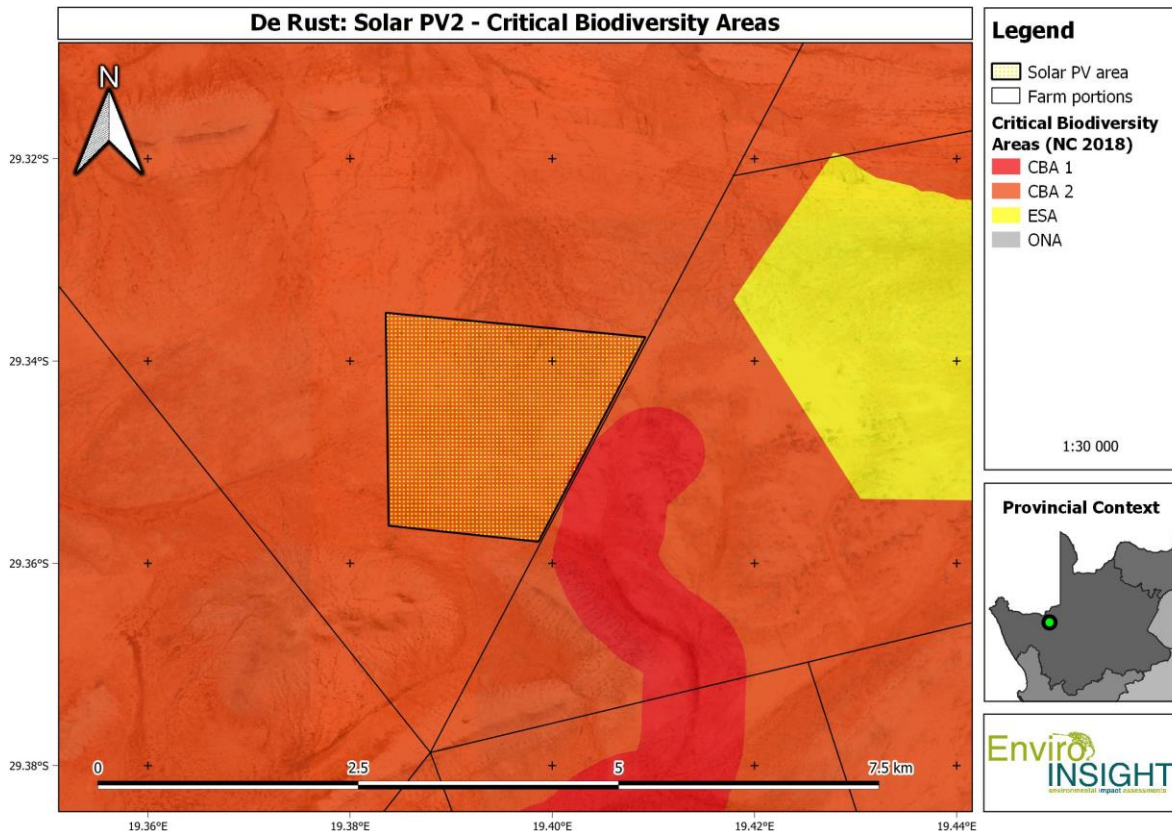 De Rust: Solar PV2 - Critical Biodiversity Areas
N
29.32°S
29.34°S
29.36°S
29.38°S
19.36°E
19.38°E
19.40°E
19.42°E
19.44°E
0
2.5
5
7.5 km
Legend
Solar PV area
Farm portions
Critical Biodiversity
Areas (NC 2018)
CBA 1
CBA 2
ESA
ONA
1:30 000
Provincial Context
Enviro
INSIGHT
environmental impact assessments